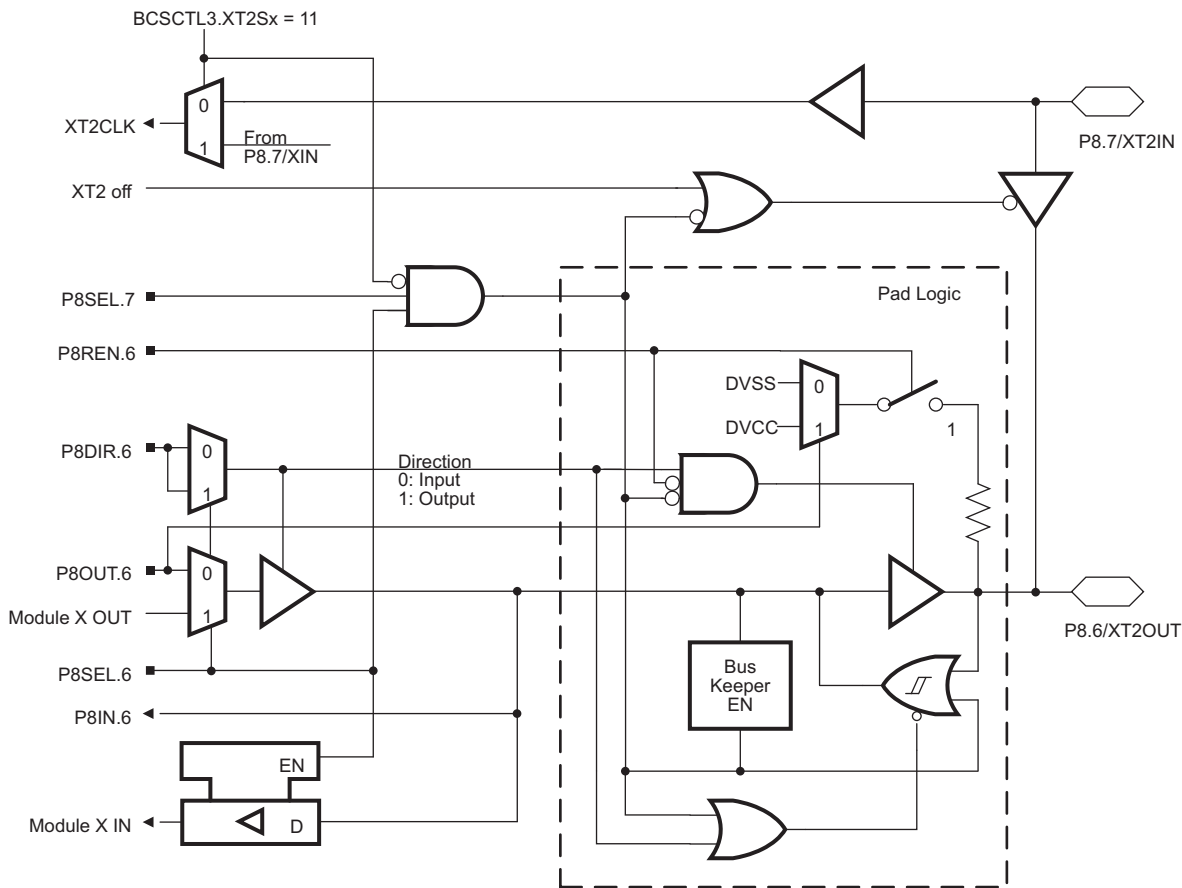 BCSCTL3.XT2Sx = 11
0
XT2CLK
1
From
P8.7/XIN
P8.7/XT2IN
XT2 off
P8SEL.7
Pad Logic
P8REN.6
DVSS
0
DVCC
1
1
P8DIR.6
0
1
Direction
0: Input
1: Output
P8OUT.6
0
Module X OUT
1
P8.6/XT2OUT
P8SEL.6
Bus
Keeper
EN
P8IN.6
EN
Module X IN
D